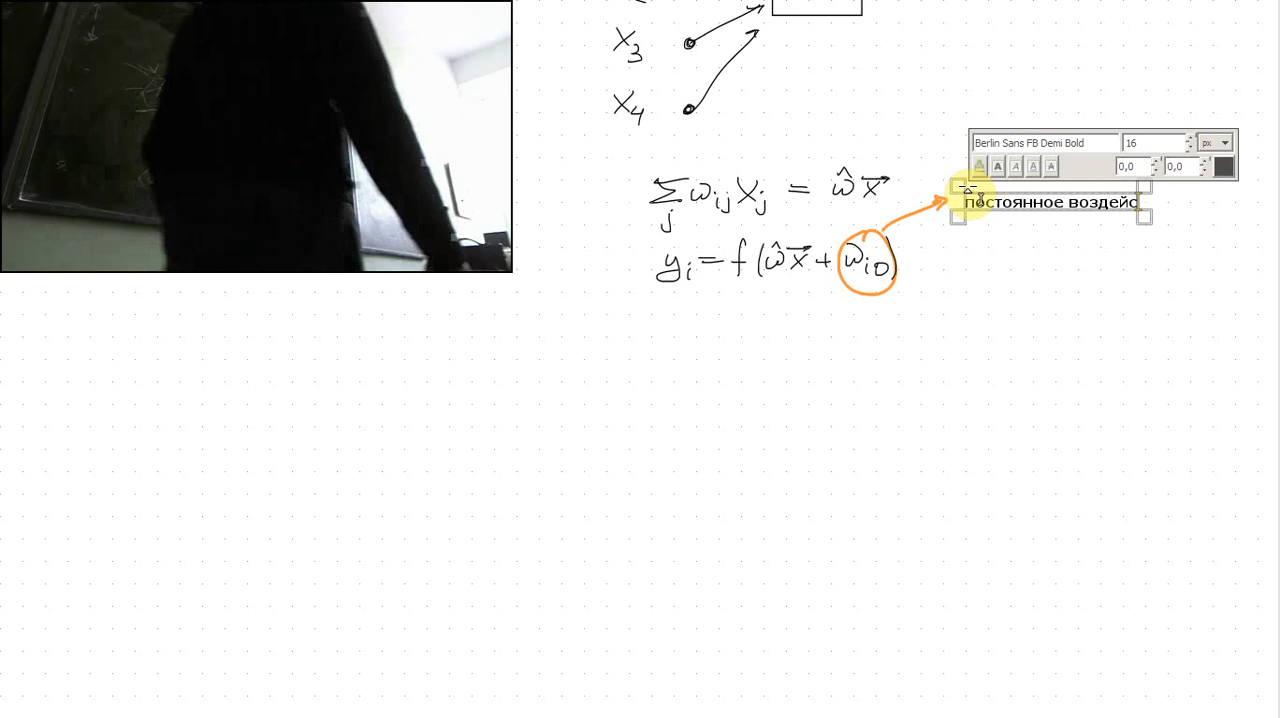 X₃
X₄
Berlin Sans FB Demi Bold 16 px
0,0 0,0
∑ⱼ ωᵢⱼ Xⱼ = ω̂ x⃗
постоянное воздейс
yᵢ = f(ω̂ x⃗ + ωᵢ₀)